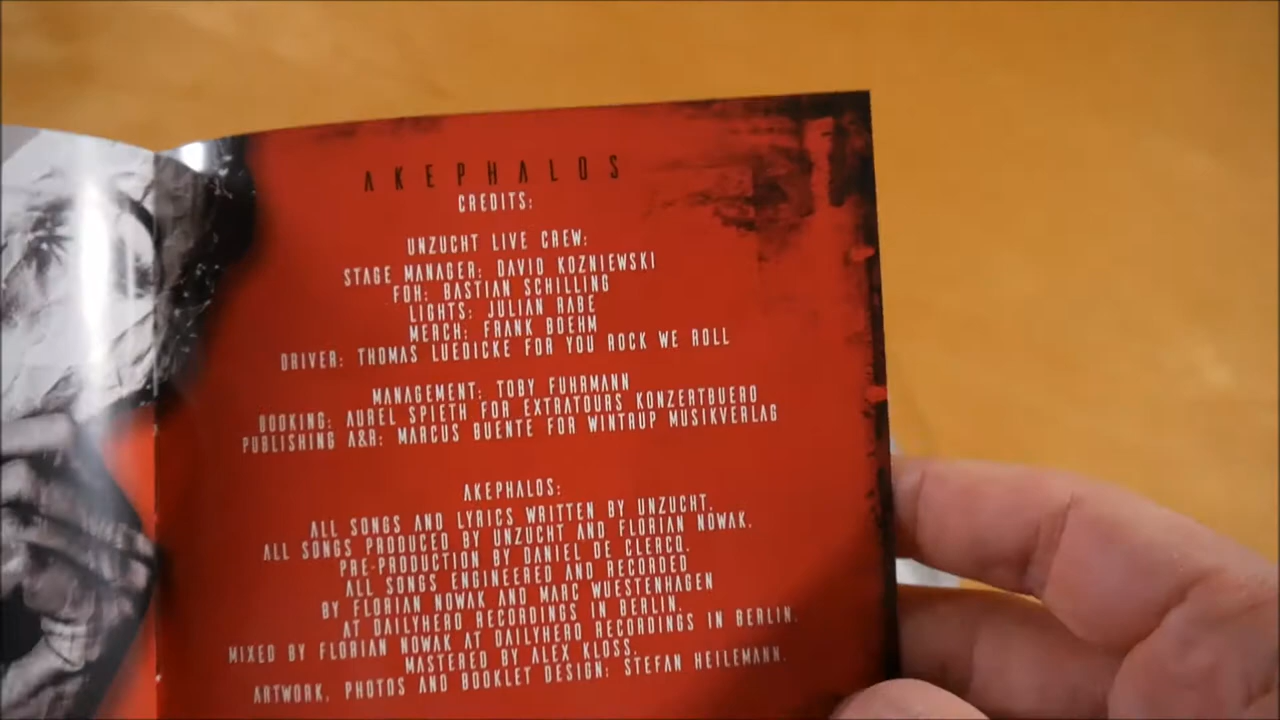 AKEPHALOS
CREDITS:
UNZUCHT LIVE CREW:
STAGE MANAGER: DAVID KOZNIEWSKI
FOH: BASTIAN SCHILLING
LIGHTS: JULIAN RABE
MERCH: FRANK BOEHM
DRIVER: THOMAS LUEDICKE FOR YOU ROCK WE ROLL
MANAGEMENT: TOBY FUHRMANN
BOOKING: AUREL SPIETH FOR EXTRATOURS KONZERTBUERO
PUBLISHING A&R: MARCUS BUENTE FOR WINTRUP MUSIKVERLAG
AKEPHALOS:
ALL SONGS AND LYRICS WRITTEN BY UNZUCHT.
ALL SONGS PRODUCED BY UNZUCHT AND FLORIAN NOWAK.
PRE-PRODUCTION BY DANIEL DE CLERCQ.
ALL SONGS ENGINEERED AND RECORDED
BY FLORIAN NOWAK AND MARC WUESTENHAGEN
AT DAILYHERO RECORDINGS IN BERLIN.
MIXED BY FLORIAN NOWAK AT DAILYHERO RECORDINGS IN BERLIN.
MASTERED BY ALEX KLOSS.
ARTWORK, PHOTOS AND BOOKLET DESIGN: STEFAN HEILEMANN.